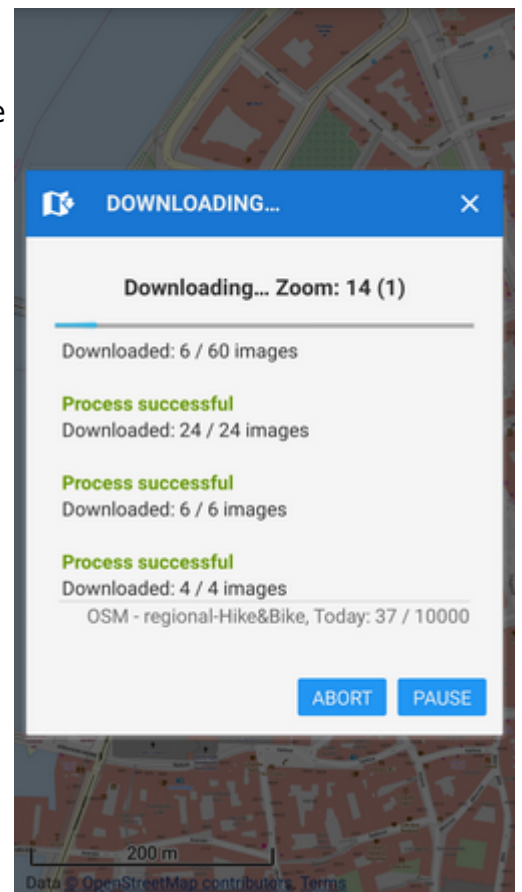 e
DOWNLOADING...
Downloading... Zoom: 14 (1)
Downloaded: 6 / 60 images
Process successful
Downloaded: 24 / 24 images
Process successful
Downloaded: 6 / 6 images
Process successful
Downloaded: 4 / 4 images
OSM - regional-Hike&Bike, Today: 37 / 10000
ABORT PAUSE
200 m
Data © OpenStreetMap contributors, Terms